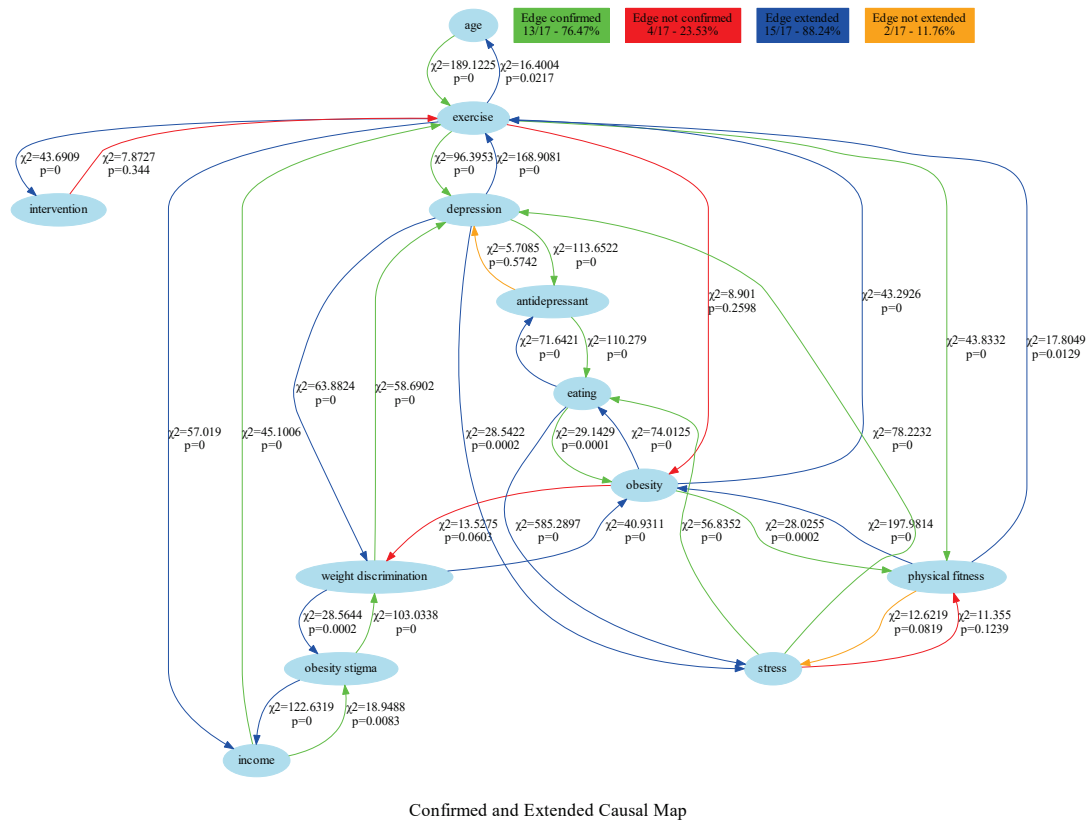 age
Edge confirmed
13/17 - 76.47%
Edge not confirmed
4/17 - 23.53%
Edge extended
15/17 - 88.24%
Edge not extended
2/17 - 11.76%
χ2=189.1225
p=0
χ2=16.4004
p=0.0217
exercise
χ2=43.6909
p=0
χ2=7.8727
p=0.344
χ2=96.3953
p=0
χ2=168.9081
p=0
intervention
depression
χ2=5.7085
p=0.5742
χ2=113.6522
p=0
antidepressant
χ2=8.901
p=0.2598
χ2=43.2926
p=0
χ2=71.6421
p=0
χ2=110.279
p=0
χ2=43.8332
p=0
χ2=17.8049
p=0.0129
χ2=63.8824
p=0
χ2=58.6902
p=0
eating
χ2=57.019
p=0
χ2=45.1006
p=0
χ2=28.5422
p=0.0002
χ2=29.1429
p=0.0001
χ2=74.0125
p=0
χ2=78.2232
p=0
obesity
χ2=13.5275
p=0.0603
χ2=585.2897
p=0
χ2=40.9311
p=0
χ2=56.8352
p=0
χ2=28.0255
p=0.0002
χ2=197.9814
p=0
weight discrimination
physical fitness
χ2=28.5644
p=0.0002
χ2=103.0338
p=0
χ2=12.6219
p=0.0819
χ2=11.355
p=0.1239
obesity stigma
stress
χ2=122.6319
p=0
χ2=18.9488
p=0.0083
income
Confirmed and Extended Causal Map